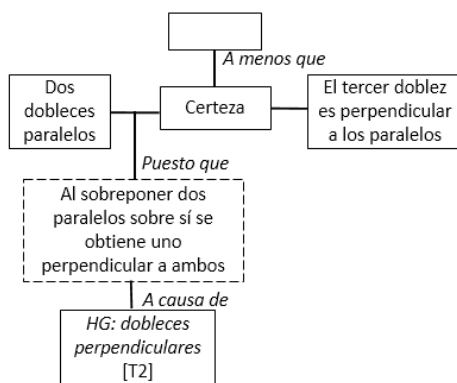 A menos que
Dos
dobleces
paralelos
Certeza
El tercer doblez
es perpendicular
a los paralelos
Puesto que
Al sobreponer dos
paralelos sobre sí se
obtiene uno
perpendicular a ambos
A causa de
HG: dobleces
perpendiculares
[T2]